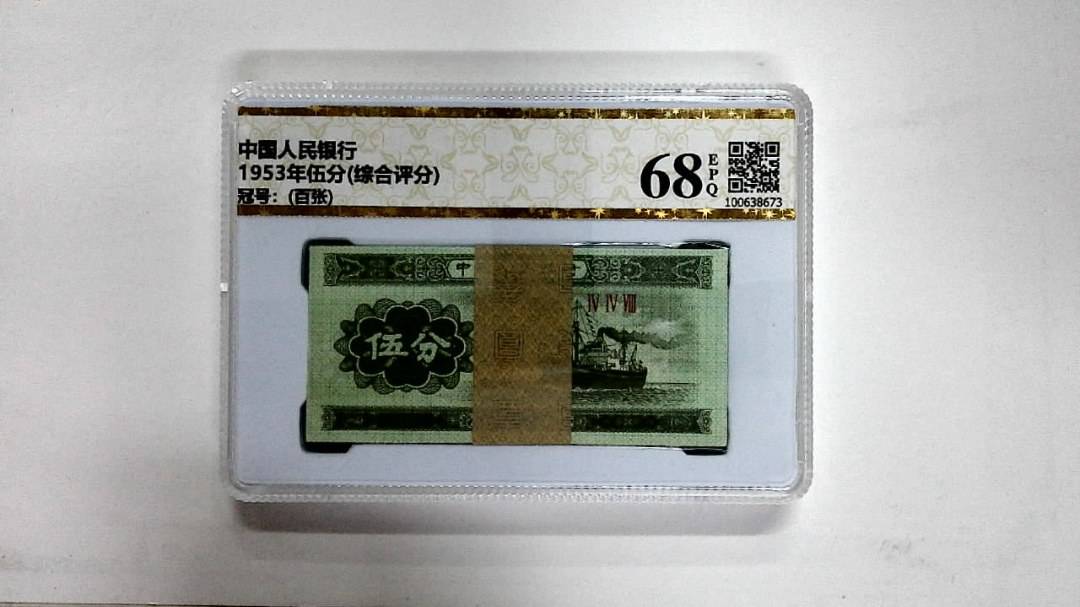 中国人民银行
1953年伍分(综合评分)
冠号：(百张)
68 EPQ
100638673
中
IV IV VIII
伍分